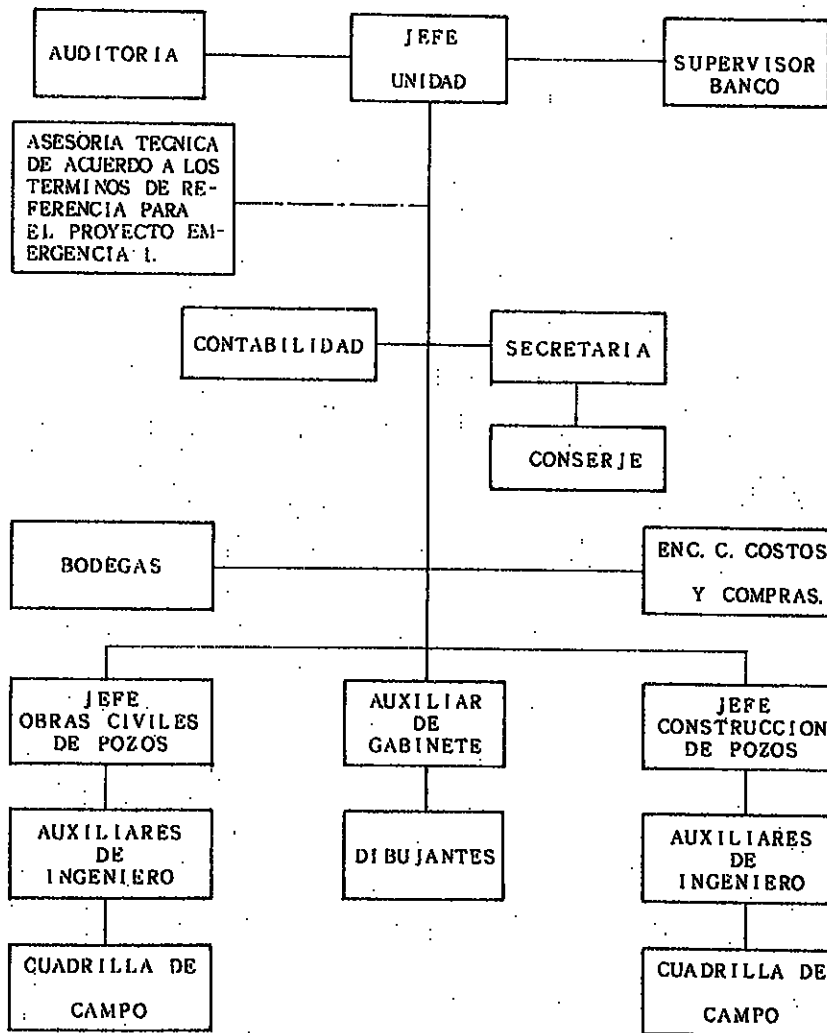 AUDITORIA
JEFE
UNIDAD
SUPERVISOR
BANCO
ASESORIA TECNICA
DE ACUERDO A LOS
TERMINOS DE RE-
FERENCIA PARA
EL PROYECTO EM-
ERGENCIA 1.
CONTABILIDAD
SECRETARIA
CONSERJE
BODEGAS
ENC. C. COSTOS
Y COMPRAS.
JEFE
OBRAS CIVILES
DE POZOS
AUXILIAR
DE
GABINETE
JEFE
CONSTRUCCION
DE POZOS
AUXILIARES
DE
INGENIERO
DIBUJANTES
AUXILIARES
DE
INGENIERO
CUADRILLA DE
CAMPO
CUADRILLA DE
CAMPO